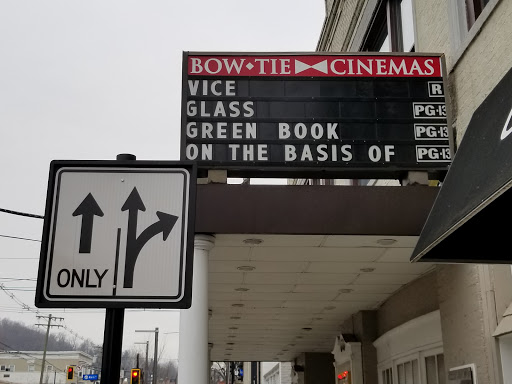 BOW TIE CINEMAS
VICE R
GLASS PG-13
GREEN BOOK PG-13
ON THE BASIS OF PG-13
ONLY